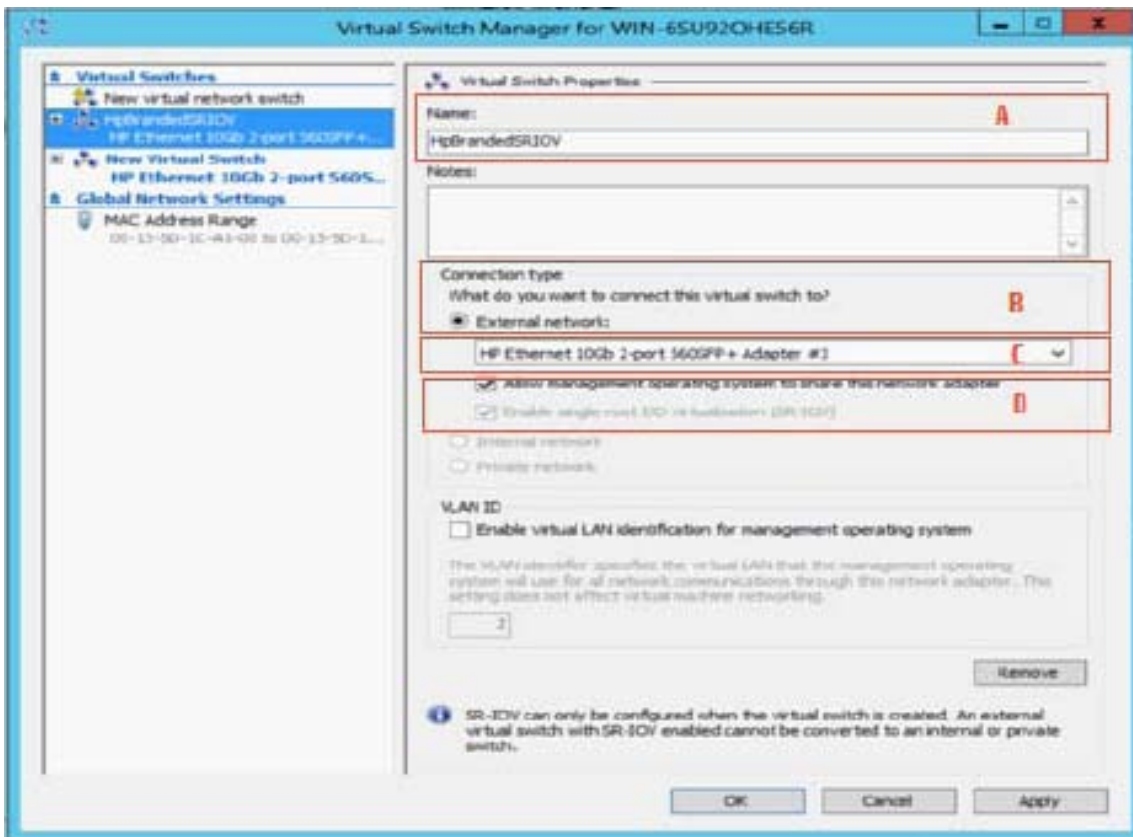 Virtual Switch Manager for WIN-6SU92OHES6R
Virtual Switches
New virtual network switch
HpBrandedSRIOV
HP Ethernet 10Gb 2-port 560SFP+...
New Virtual Switch
HP Ethernet 10Gb 2-port 560S...
Global Network Settings
MAC Address Range
Virtual Switch Properties
Name:
A
HpBrandedSRIOV
Notes:
Connection type
What do you want to connect this virtual switch to?
B
External network:
HP Ethernet 10Gb 2-port 560SFP+ Adapter
C
Allow management operating system to share this network adapter
Enable single-root I/O virtualization (SR-IOV)
D
Internal network
Private network
VLAN ID
Enable virtual LAN identification for management operating system
The VLAN identifier specifies the virtual LAN that the management operating
system will use for all network communications through this network adapter. This
setting does not affect virtual machine networking.
2
Remove
SR-IOV can only be configured when the virtual switch is created. An external
virtual switch with SR-IOV enabled cannot be converted to an internal or private
switch.
OK
Cancel
Apply